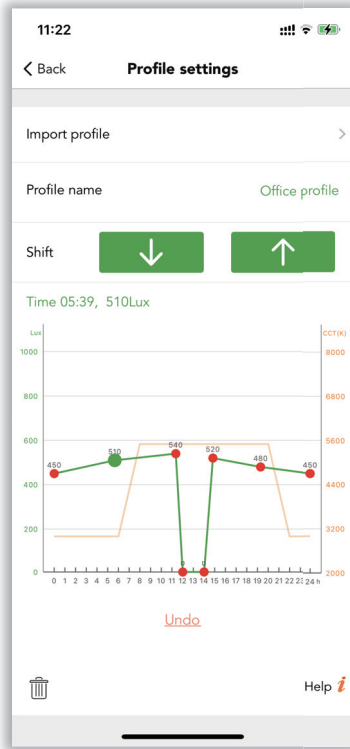 11:22
Back Profile settings
Import profile
Profile name Office profile
Shift
Time 05:39, 510Lux
Lux CCT(K)
1000 8000
800 6800
600 5600
540
510 520
480
450 450
400 4400
200 3200
0 0
0 2000
0 1 2 3 4 5 6 7 8 9 10 11 12 13 14 15 16 17 18 19 20 21 22 24 h
Undo
Help i